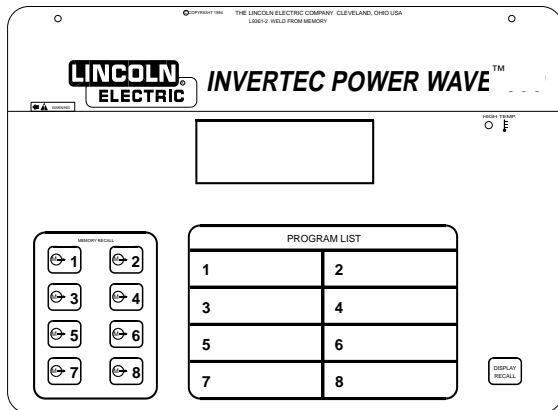 ©COPYRIGHT 1994 THE LINCOLN ELECTRIC COMPANY CLEVELAND, OHIO USA
L9361-2 WELD FROM MEMORY
LINCOLN®
ELECTRIC
INVERTEC POWER WAVE™
WARNING
HIGH TEMP.
MEMORY RECALL
M 1
M 2
M 3
M 4
M 5
M 6
M 7
M 8
PROGRAM LIST
1 2
3 4
5 6
7 8
DISPLAY
RECALL